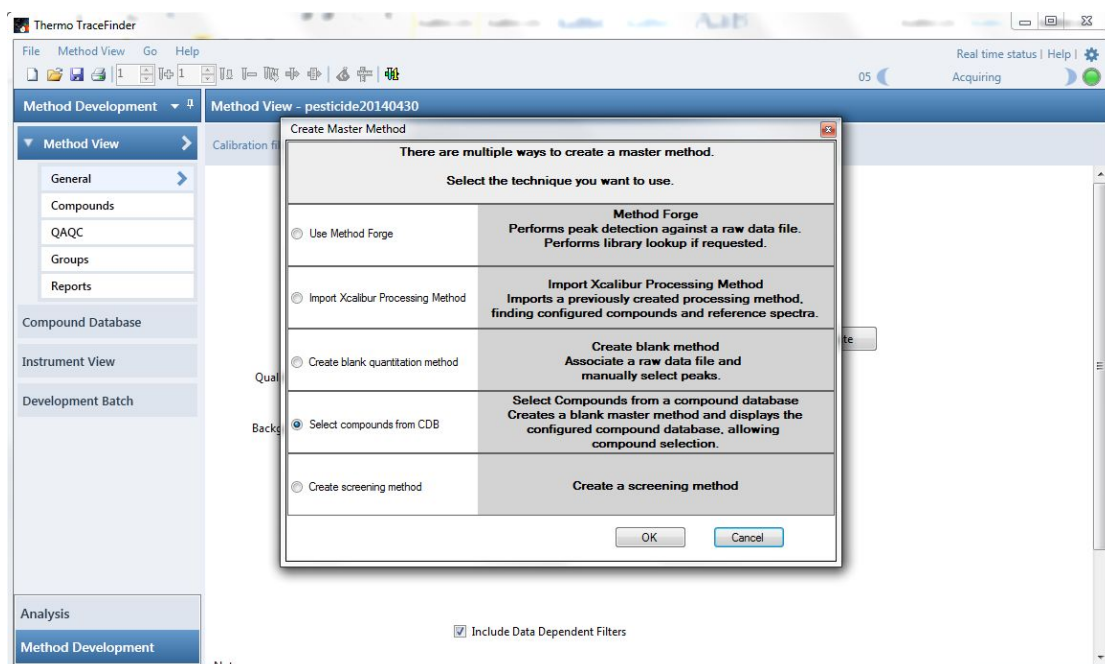 Thermo TraceFinder
File Method View Go Help
Real time status | Help |
1 1
05 Acquiring
Method Development
Method View - pesticide20140430
Create Master Method
Method View
Calibration
There are multiple ways to create a master method.
Select the technique you want to use.
General
Compounds
QAQC
Groups
Reports
Compound Database
Instrument View
Development Batch
Use Method Forge
Method Forge
Performs peak detection against a raw data file.
Performs library lookup if requested.
Import Xcalibur Processing Method
Import Xcalibur Processing Method
Imports a previously created processing method,
finding configured compounds and reference spectra.
Create blank quantitation method
Create blank method
Associate a raw data file and
manually select peaks.
te
Qual
Select compounds from CDB
Select Compounds from a compound database
Creates a blank master method and displays the
configured compound database, allowing
compound selection.
Backg
Create screening method
Create a screening method
OK Cancel
Include Data Dependent Filters
Analysis
Method Development